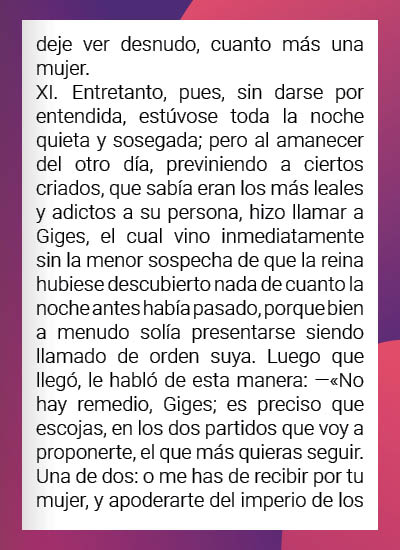 deje ver desnudo, cuanto más una
mujer.
XI. Entretanto, pues, sin darse por
entendida, estúvose toda la noche
quieta y sosegada; pero al amanecer
del otro día, previniendo a ciertos
criados, que sabía eran los más leales
y adictos a su persona, hizo llamar a
Giges, el cual vino inmediatamente
sin la menor sospecha de que la reina
hubiese descubierto nada de cuanto la
noche antes había pasado, porque bien
a menudo solía presentarse siendo
llamado de orden suya. Luego que
llegó, le habló de esta manera: —«No
hay remedio, Giges; es preciso que
escojas, en los dos partidos que voy a
proponerte, el que más quieras seguir.
Una de dos: o me has de recibir por tu
mujer, y apoderarte del imperio de los